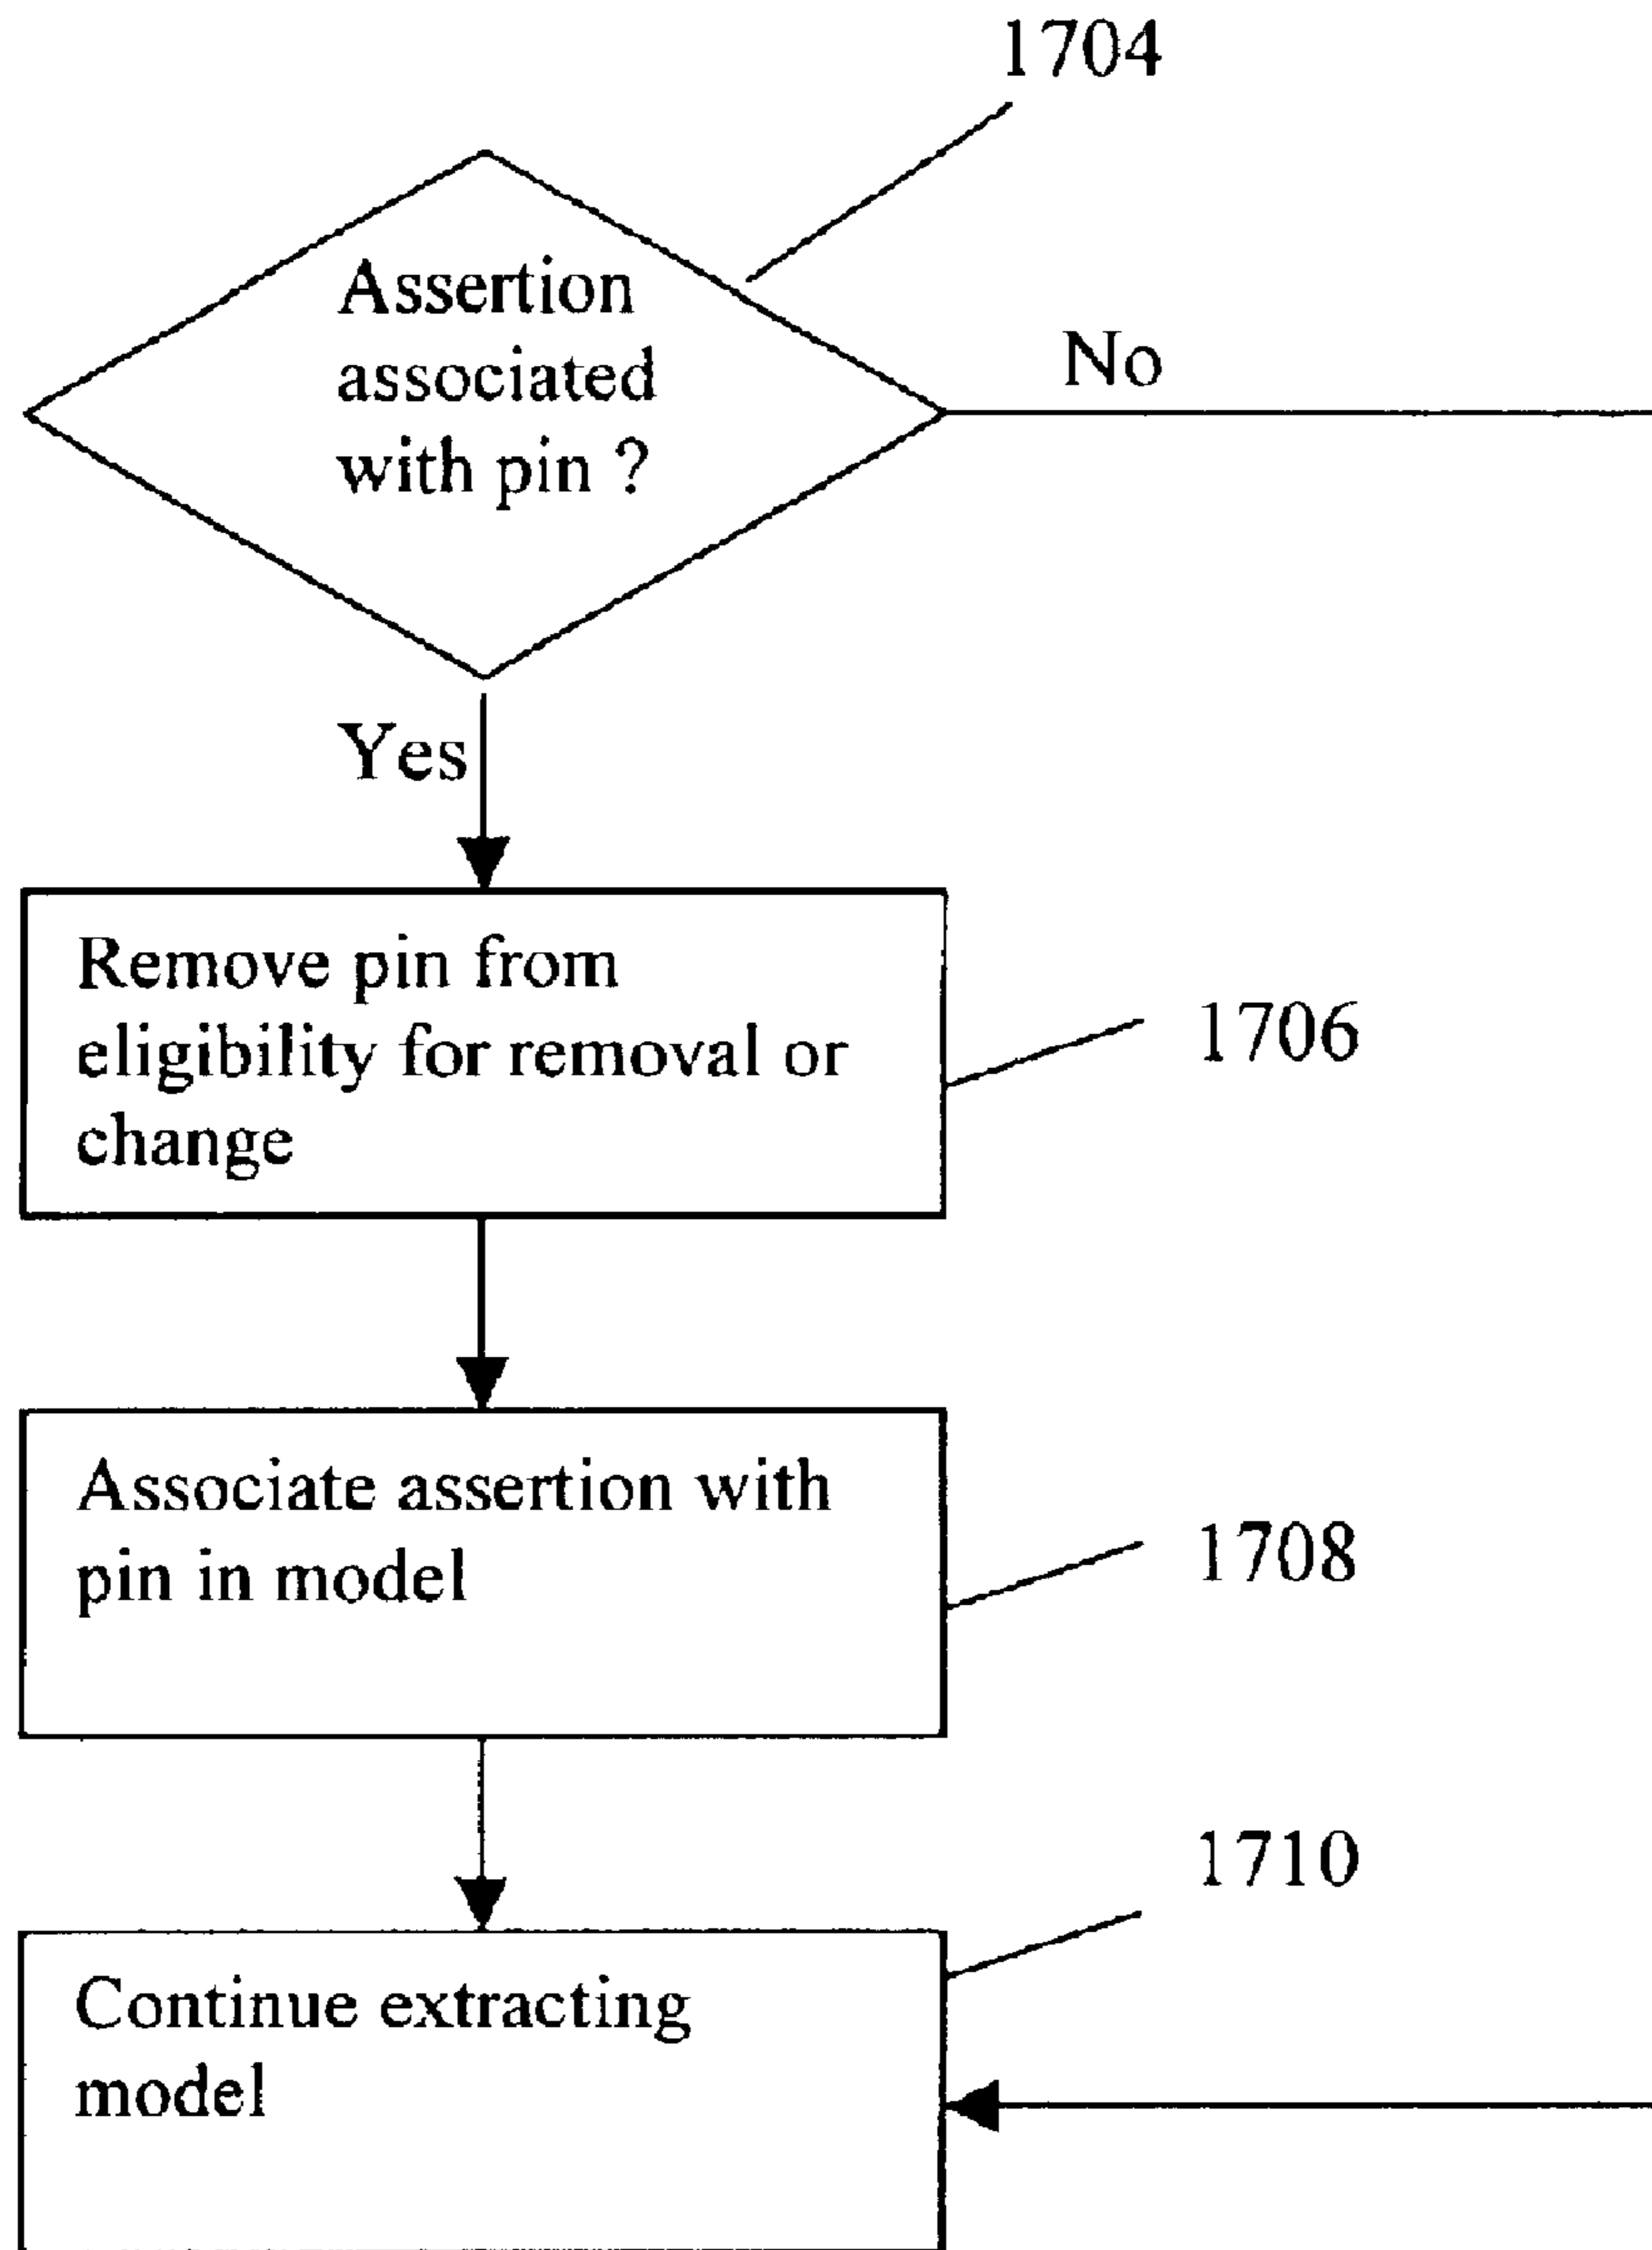 1704
Assertion
associated
with pin ?
No
Yes
Remove pin from
eligibility for removal or
change
1706
Associate assertion with
pin in model
1708
1710
Continue extracting
model